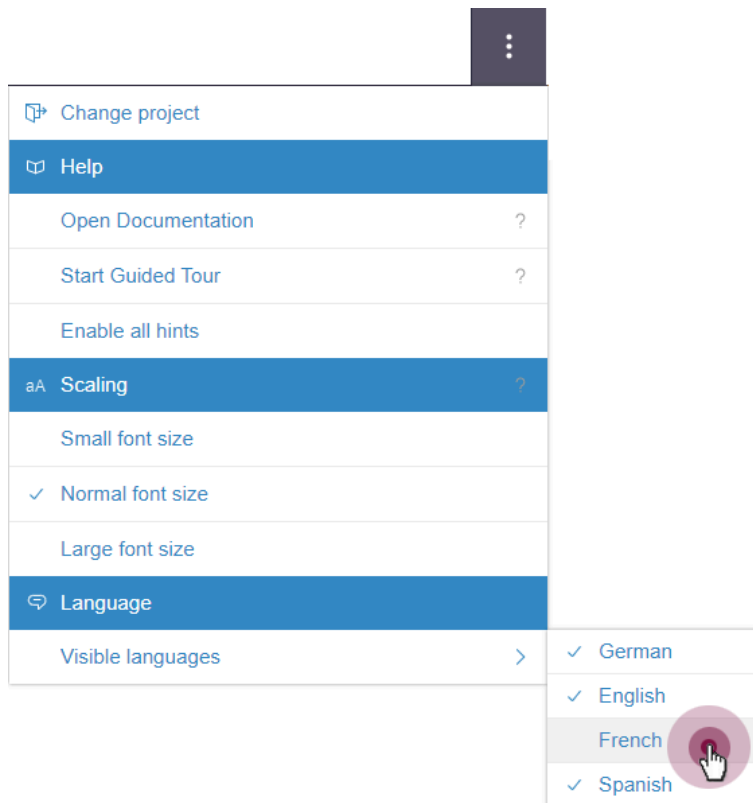 Change project
Help
Open Documentation ?
Start Guided Tour ?
Enable all hints
aA Scaling ?
Small font size
Normal font size
Large font size
Language
Visible languages
German
English
French
Spanish